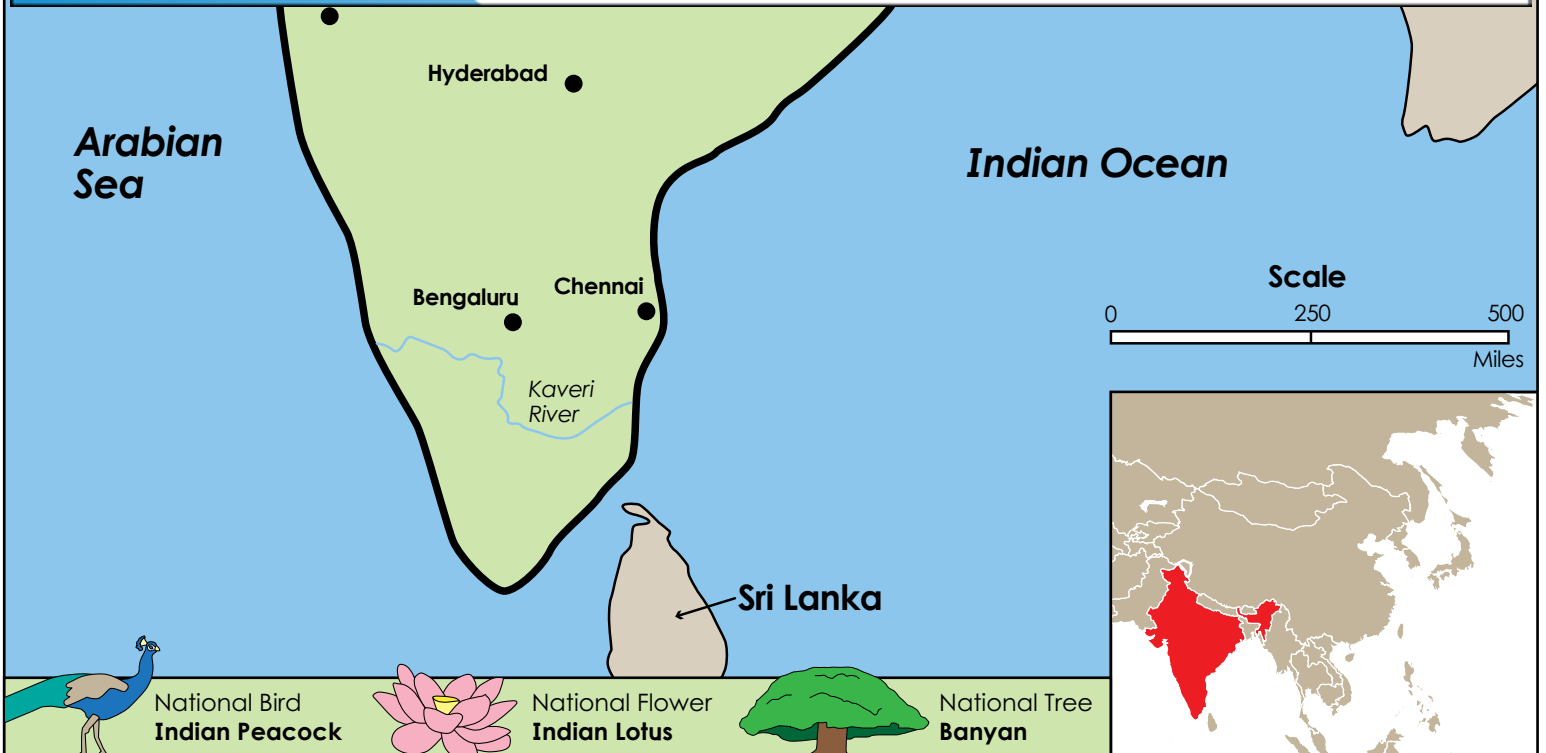 Hyderabad
Arabian
Sea
Indian Ocean
Scale
0 250 500
Miles
Bengaluru
Chennai
Kaveri
River
Sri Lanka
National Bird
Indian Peacock
National Flower
Indian Lotus
National Tree
Banyan